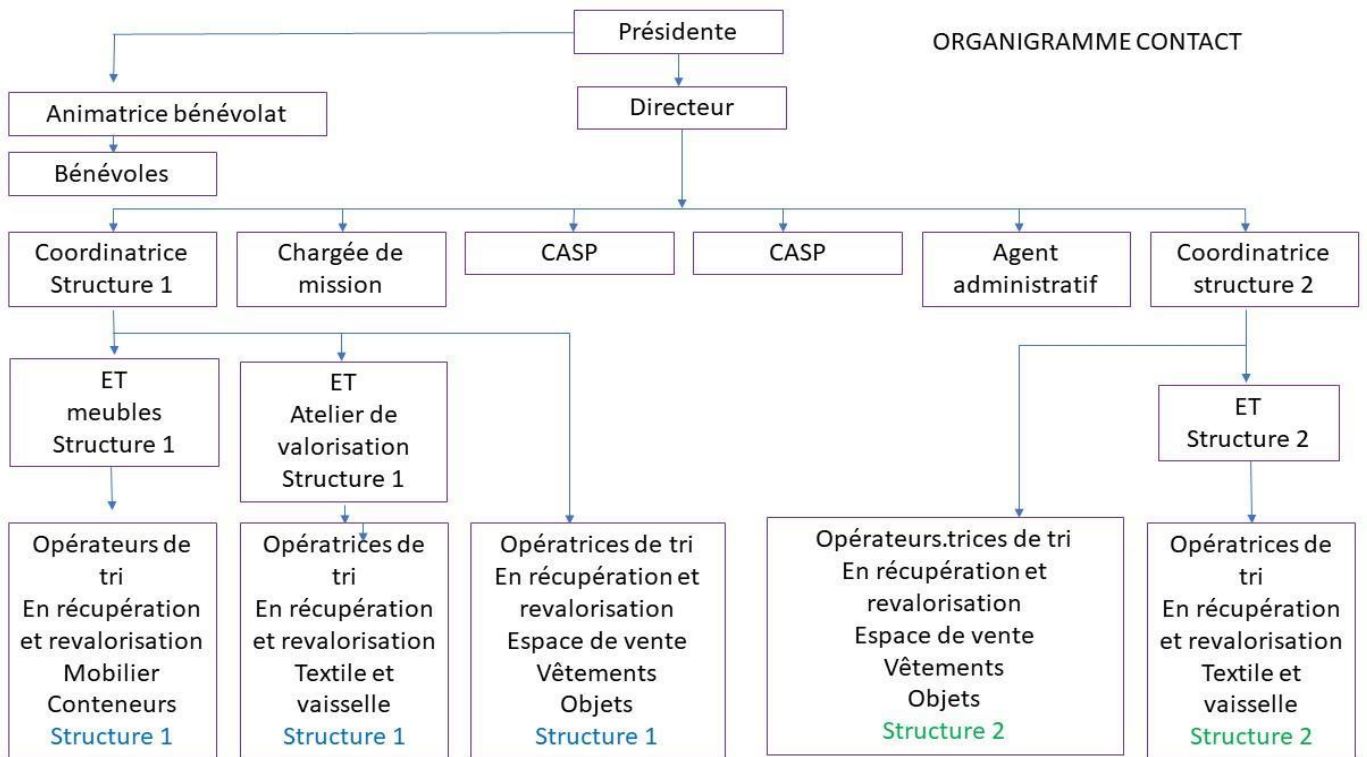 Présidente
ORGANIGRAMME CONTACT
Animatrice bénévolat
Directeur
Bénévoles
Coordinatrice
Structure 1
Chargée de
mission
CASP
CASP
Agent
administratif
Coordinatrice
structure 2
ET
meubles
Structure 1
ET
Atelier de
valorisation
Structure 1
ET
Structure 2
Opérateurs de
tri
En récupération
et revalorisation
Mobilier
Conteneurs
Structure 1
Opératrices de
tri
En récupération
et revalorisation
Textile et
vaisselle
Structure 1
Opératrices de tri
En récupération et
revalorisation
Espace de vente
Vêtements
Objets
Structure 1
Opérateurs.trices de tri
En récupération et
revalorisation
Espace de vente
Vêtements
Objets
Structure 2
Opératrices de
tri
En récupération
et revalorisation
Textile et
vaisselle
Structure 2